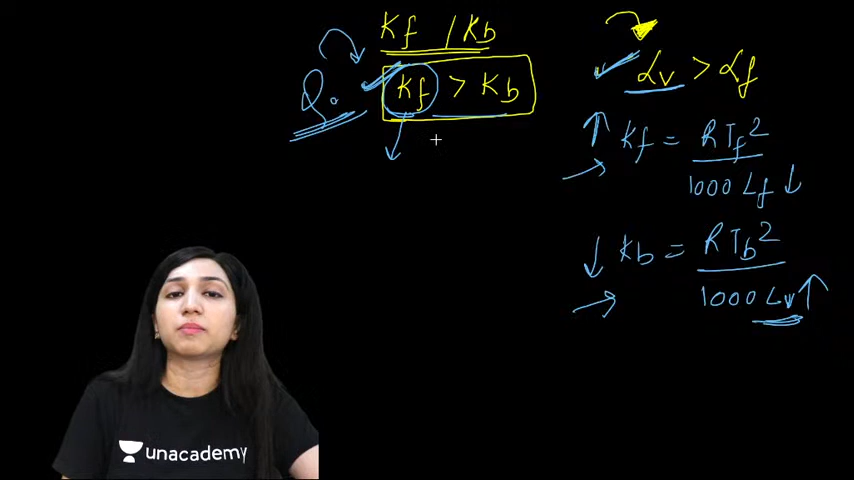 Kf / Kb
Q.
Kf > Kb
Lv > Lf
↑ Kf = RTf²
1000 Lf ↓
↓ Kb = RTb²
1000 Lv ↑
unacademy